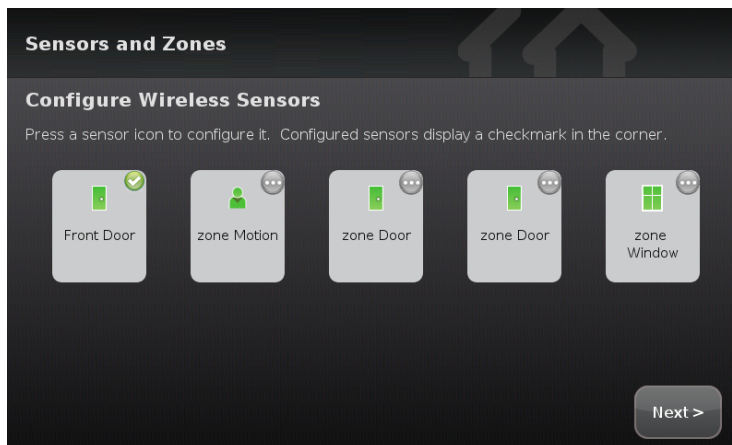 Sensors and Zones
Configure Wireless Sensors
Press a sensor icon to configure it.  Configured sensors display a checkmark in the corner.
Front Door
zone Motion
zone Door
zone Door
zone
Window
Next >